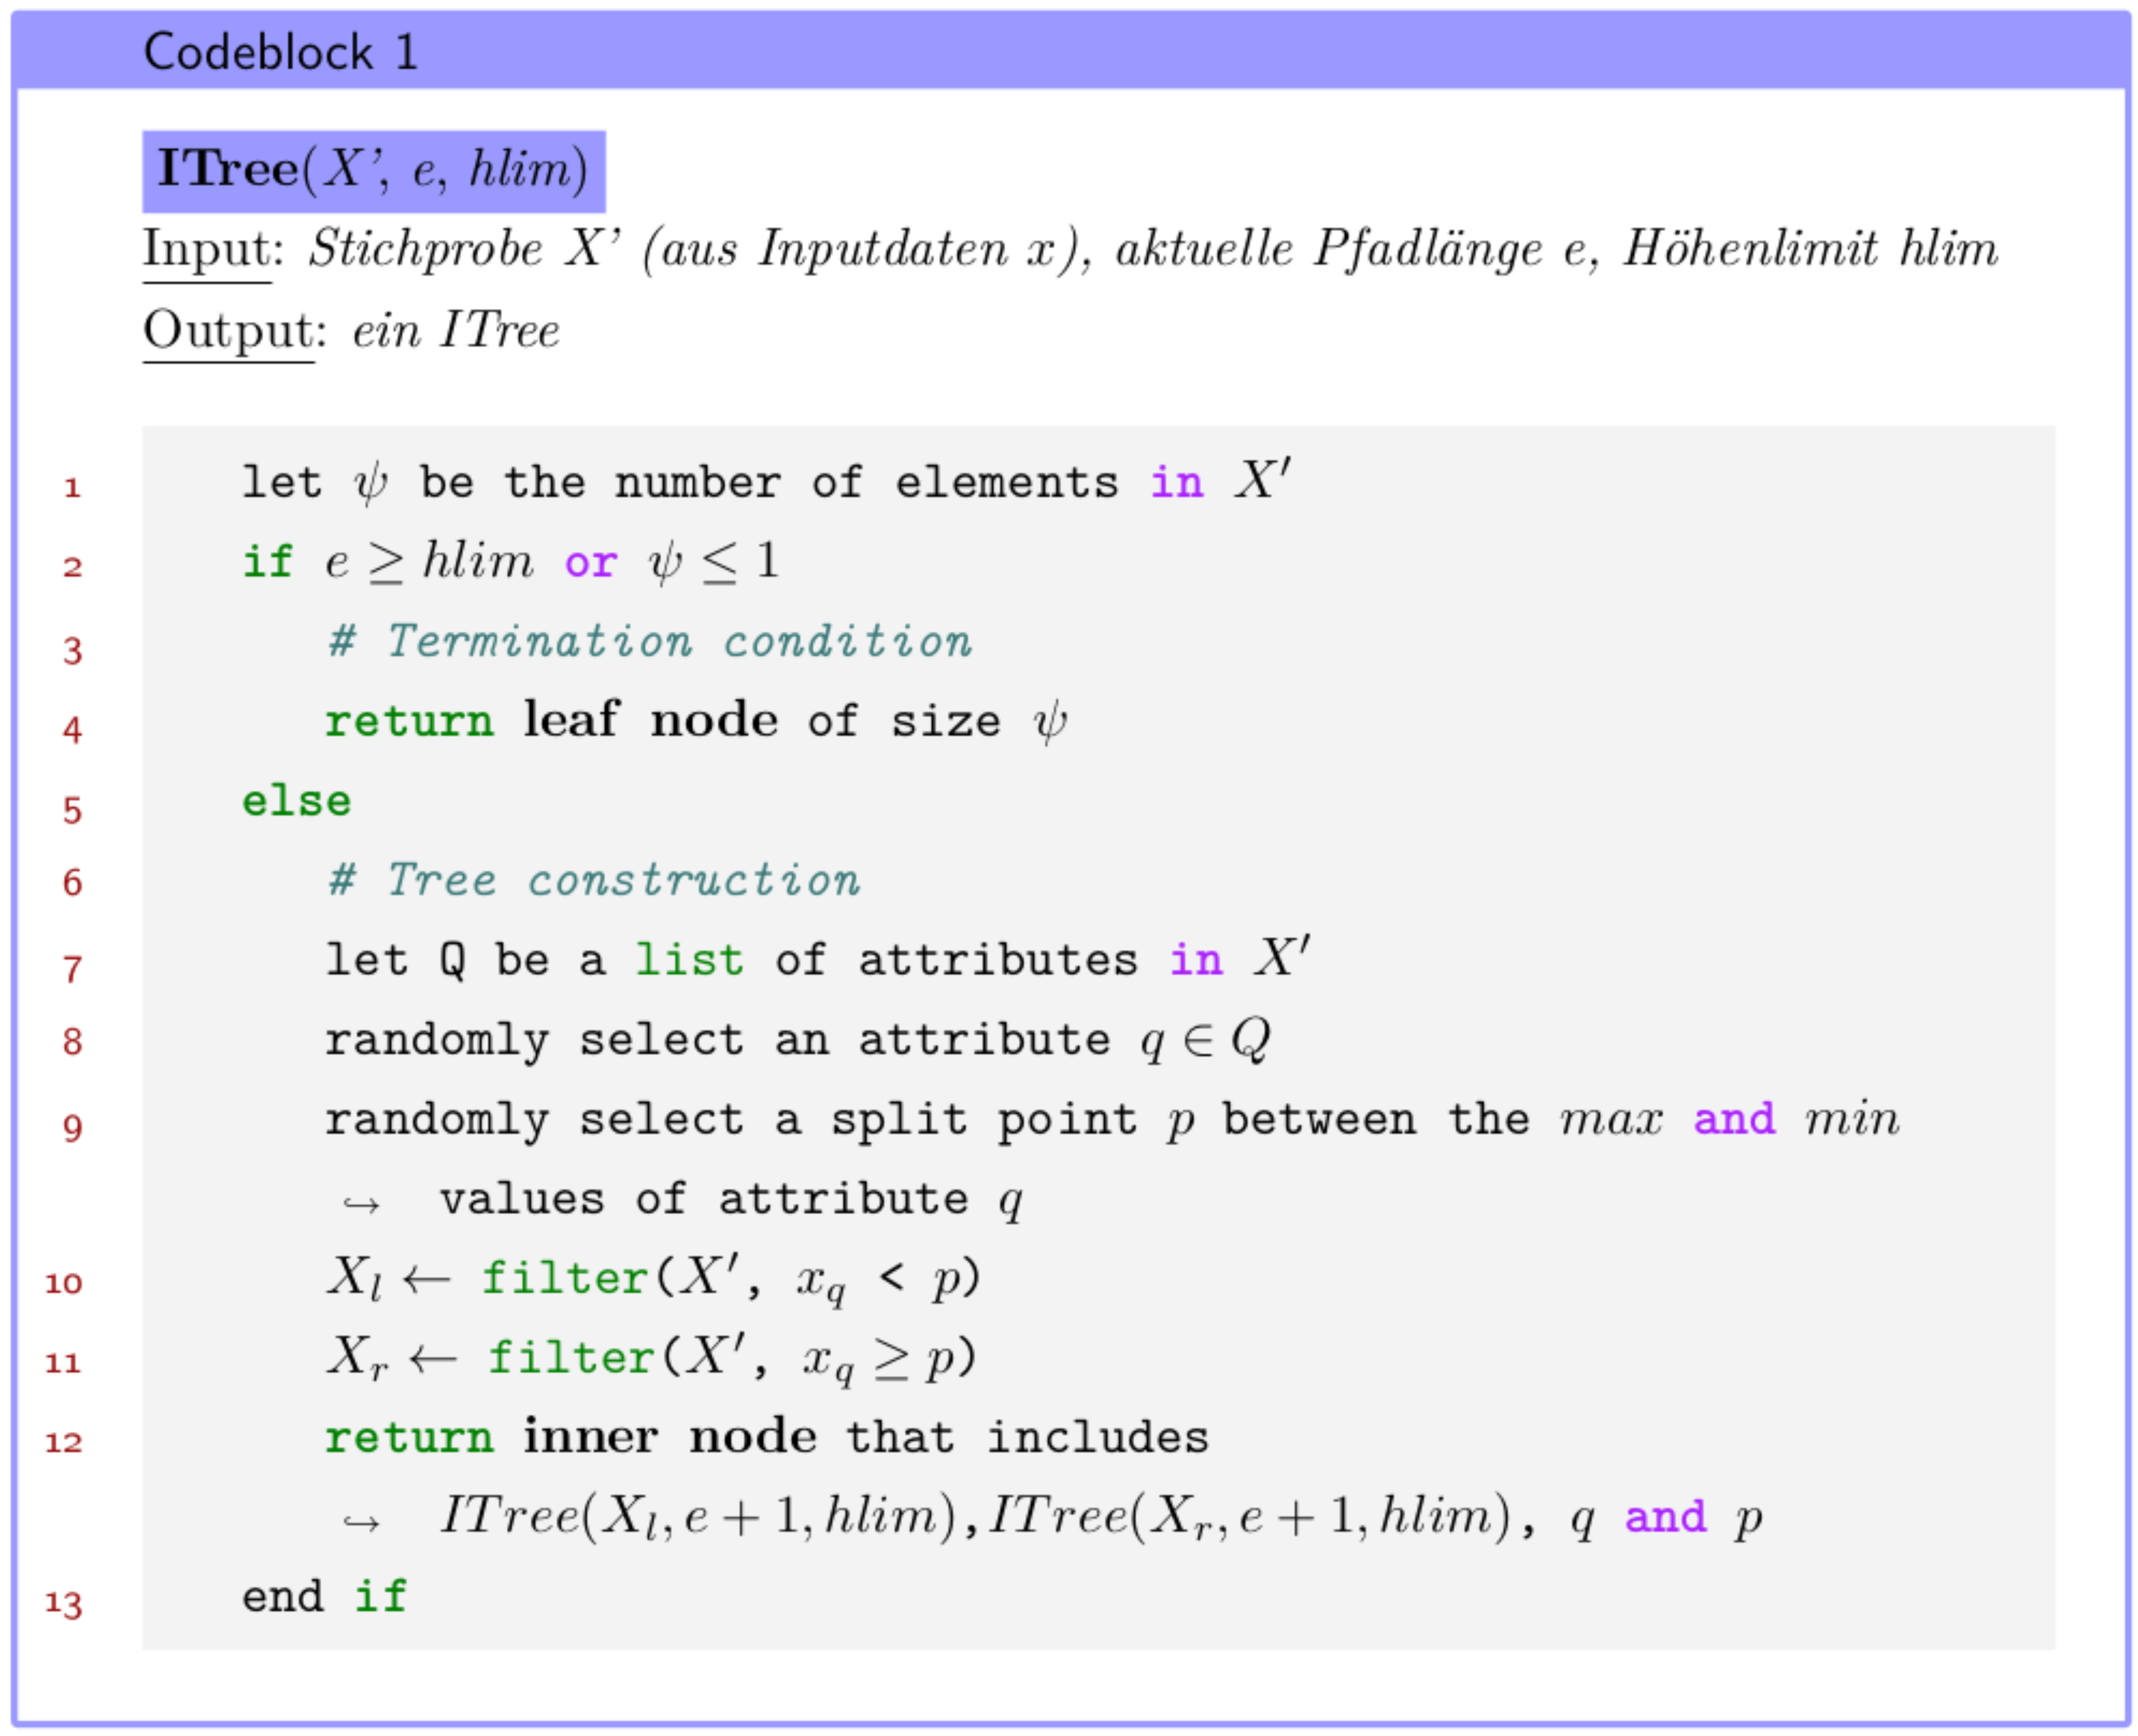 Codeblock 1
ITree(X’, e, hlim)
Input: Stichprobe X’ (aus Inputdaten x), aktuelle Pfadlänge e, Höhenlimit hlim
Output: ein ITree
1 let ψ be the number of elements in X′
2 if e ≥ hlim or ψ ≤ 1
3 # Termination condition
4 return leaf node of size ψ
5 else
6 # Tree construction
7 let Q be a list of attributes in X′
8 randomly select an attribute q ∈ Q
9 randomly select a split point p between the max and min
↪ values of attribute q
10 X_l ← filter(X′, x_q < p)
11 X_r ← filter(X′, x_q ≥ p)
12 return inner node that includes
↪ ITree(X_l, e + 1, hlim),ITree(X_r, e + 1, hlim), q and p
13 end if